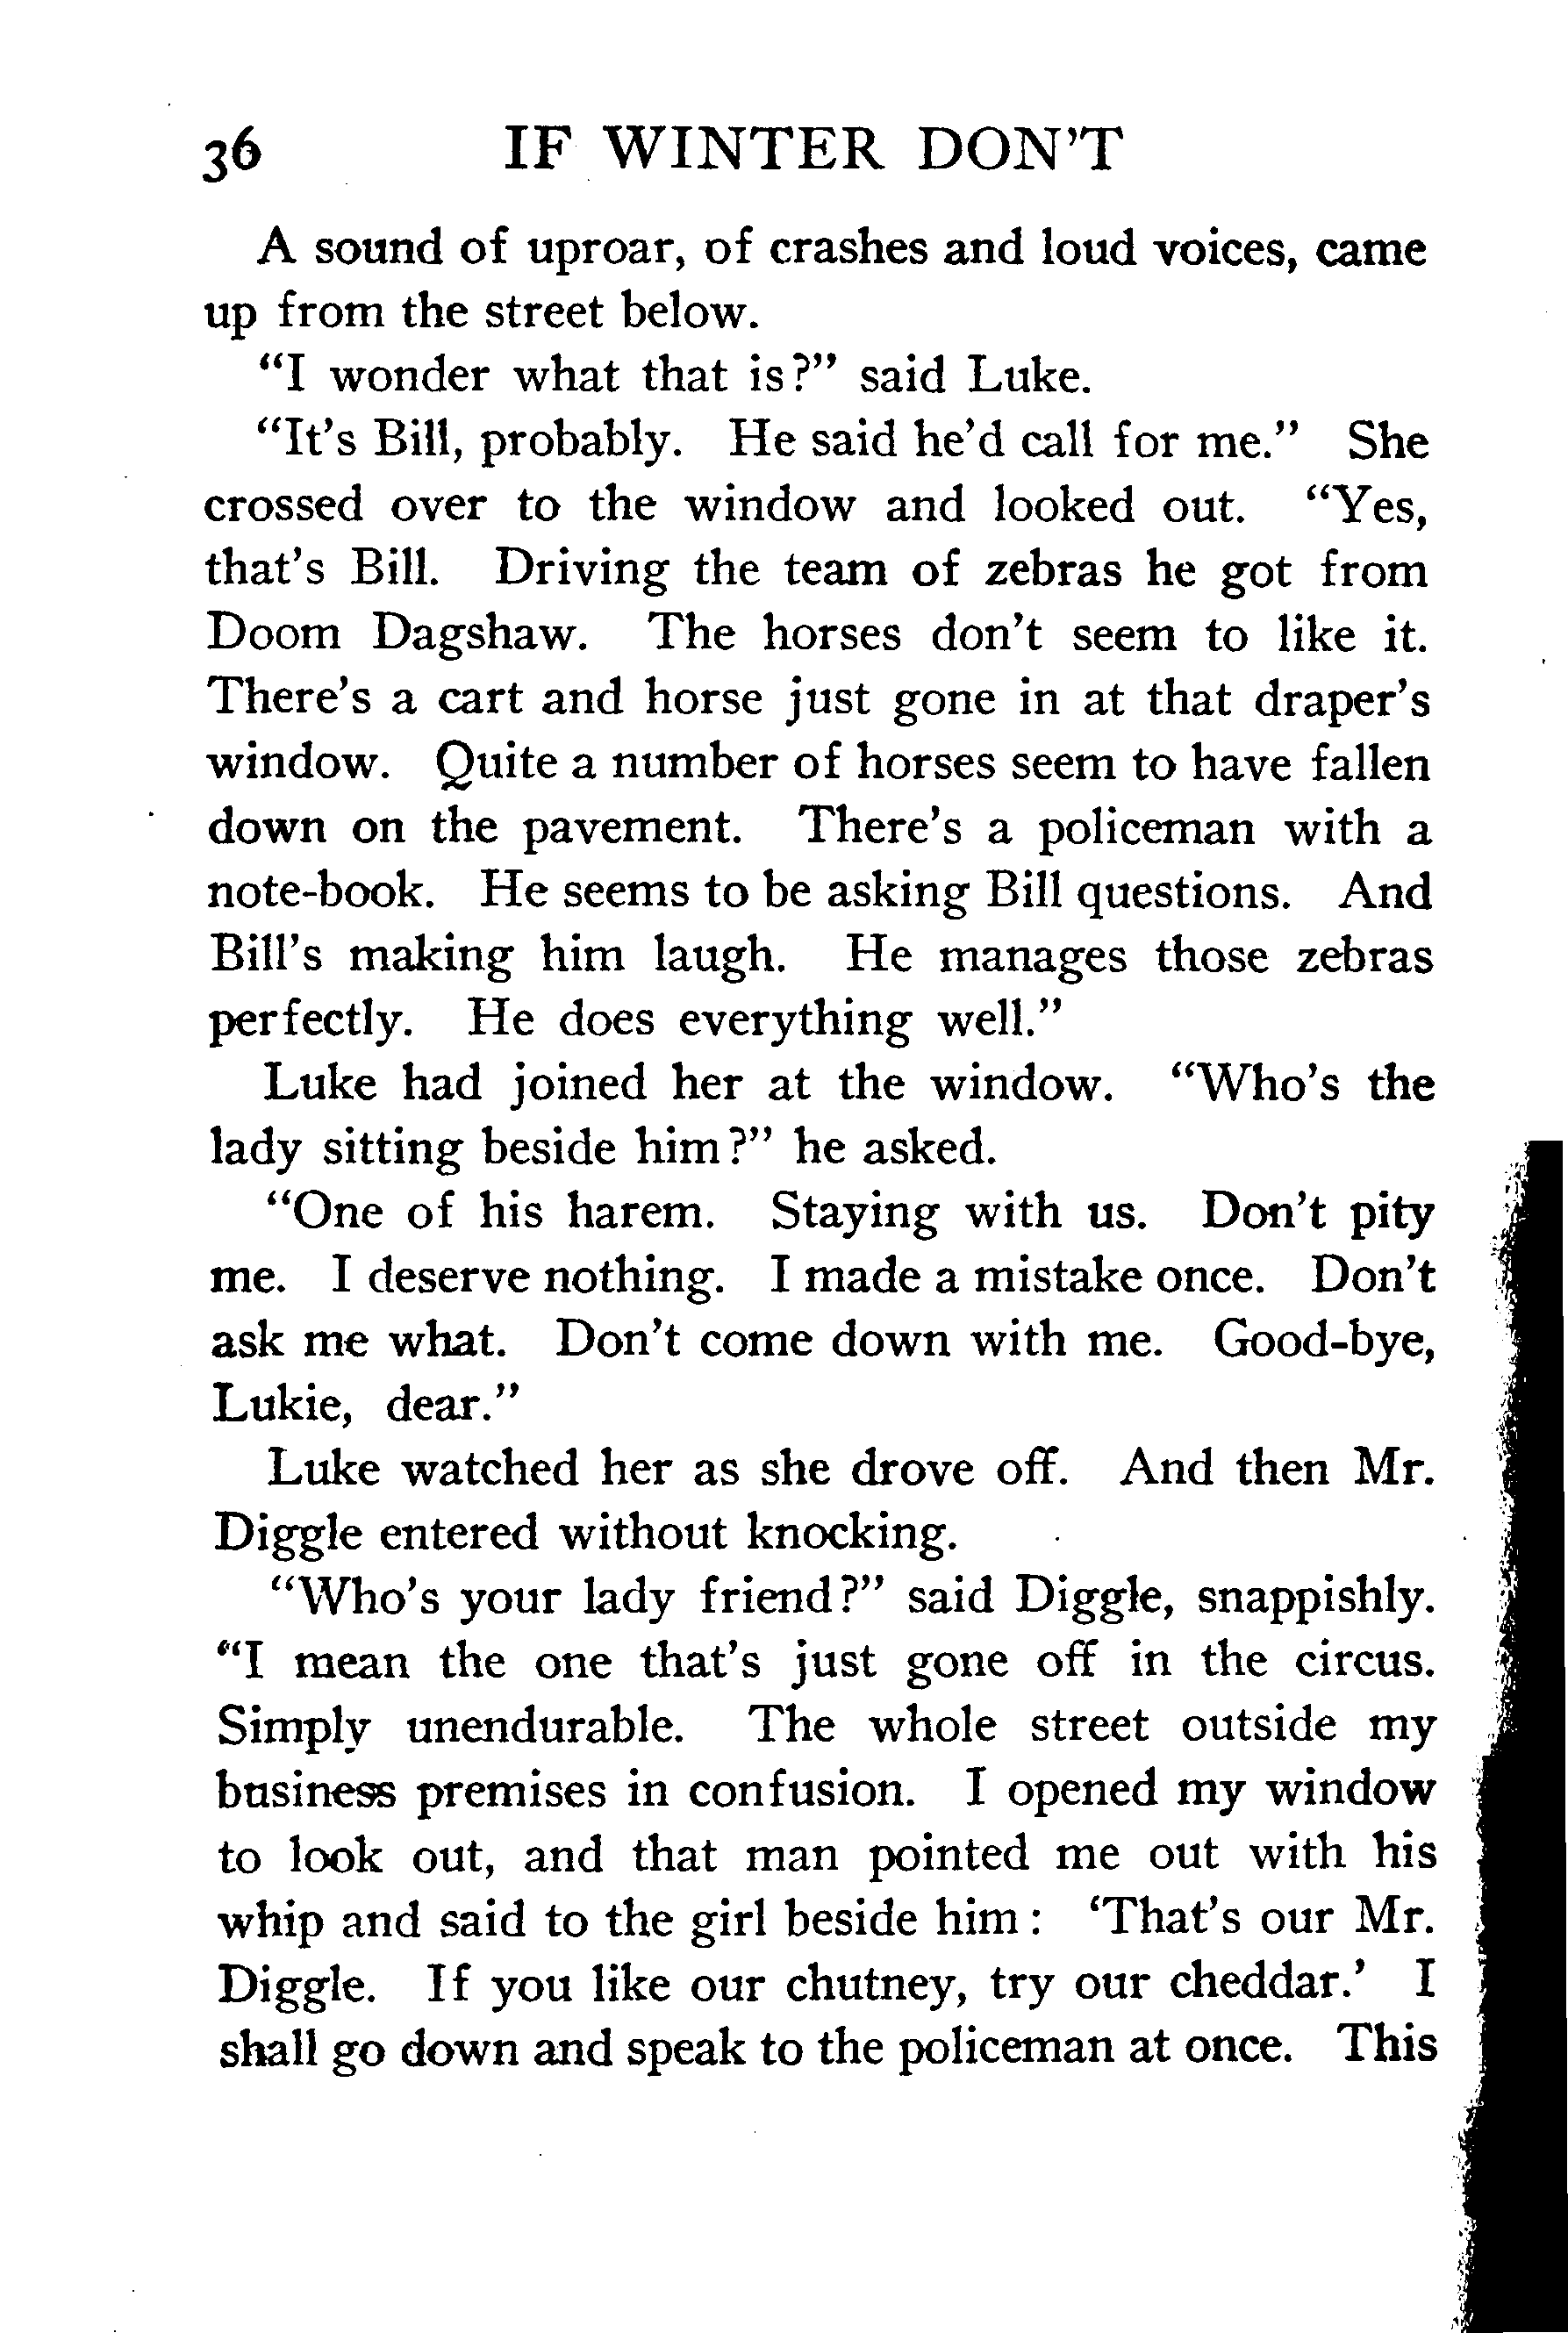 36 IF WINTER DON'T
A sound of uproar, of crashes and loud voices, came
up from the street below.
"I wonder what that is?" said Luke.
"It's Bill, probably. He said he'd call for me." She
crossed over to the window and looked out. "Yes,
that's Bill. Driving the team of zebras he got from
Doom Dagshaw. The horses don't seem to like it.
There's a cart and horse just gone in at that draper's
window. Quite a number of horses seem to have fallen
down on the pavement. There's a policeman with a
note-book. He seems to be asking Bill questions. And
Bill's making him laugh. He manages those zebras
perfectly. He does everything well."
Luke had joined her at the window. "Who's the
lady sitting beside him?" he asked.
"One of his harem. Staying with us. Don't pity
me. I deserve nothing. I made a mistake once. Don't
ask me what. Don't come down with me. Good-bye,
Lukie, dear."
Luke watched her as she drove off. And then Mr.
Diggle entered without knocking.
"Who's your lady friend?" said Diggle, snappishly.
"I mean the one that's just gone off in the circus.
Simply unendurable. The whole street outside my
business premises in confusion. I opened my window
to look out, and that man pointed me out with his
whip and said to the girl beside him: 'That's our Mr.
Diggle. If you like our chutney, try our cheddar.' I
shall go down and speak to the policeman at once. This